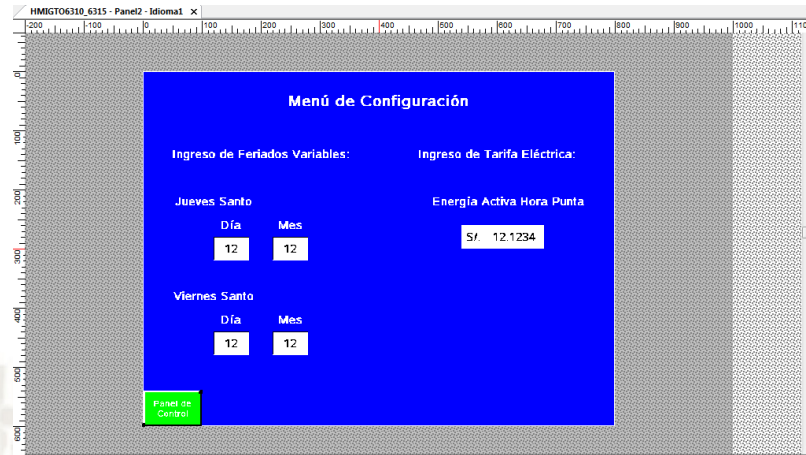 HMIGTO6310_6315 - Panel2 - Idioma1 ×
-200 -100 0 100 200 300 400 500 600 700 800 900 1000
0
100
200
300
400
500
600
Menú de Configuración
Ingreso de Feriados Variables: Ingreso de Tarifa Eléctrica:
Jueves Santo Energía Activa Hora Punta
Día Mes
12 12 S/. 12.1234
Viernes Santo
Día Mes
12 12
Panel de
Control